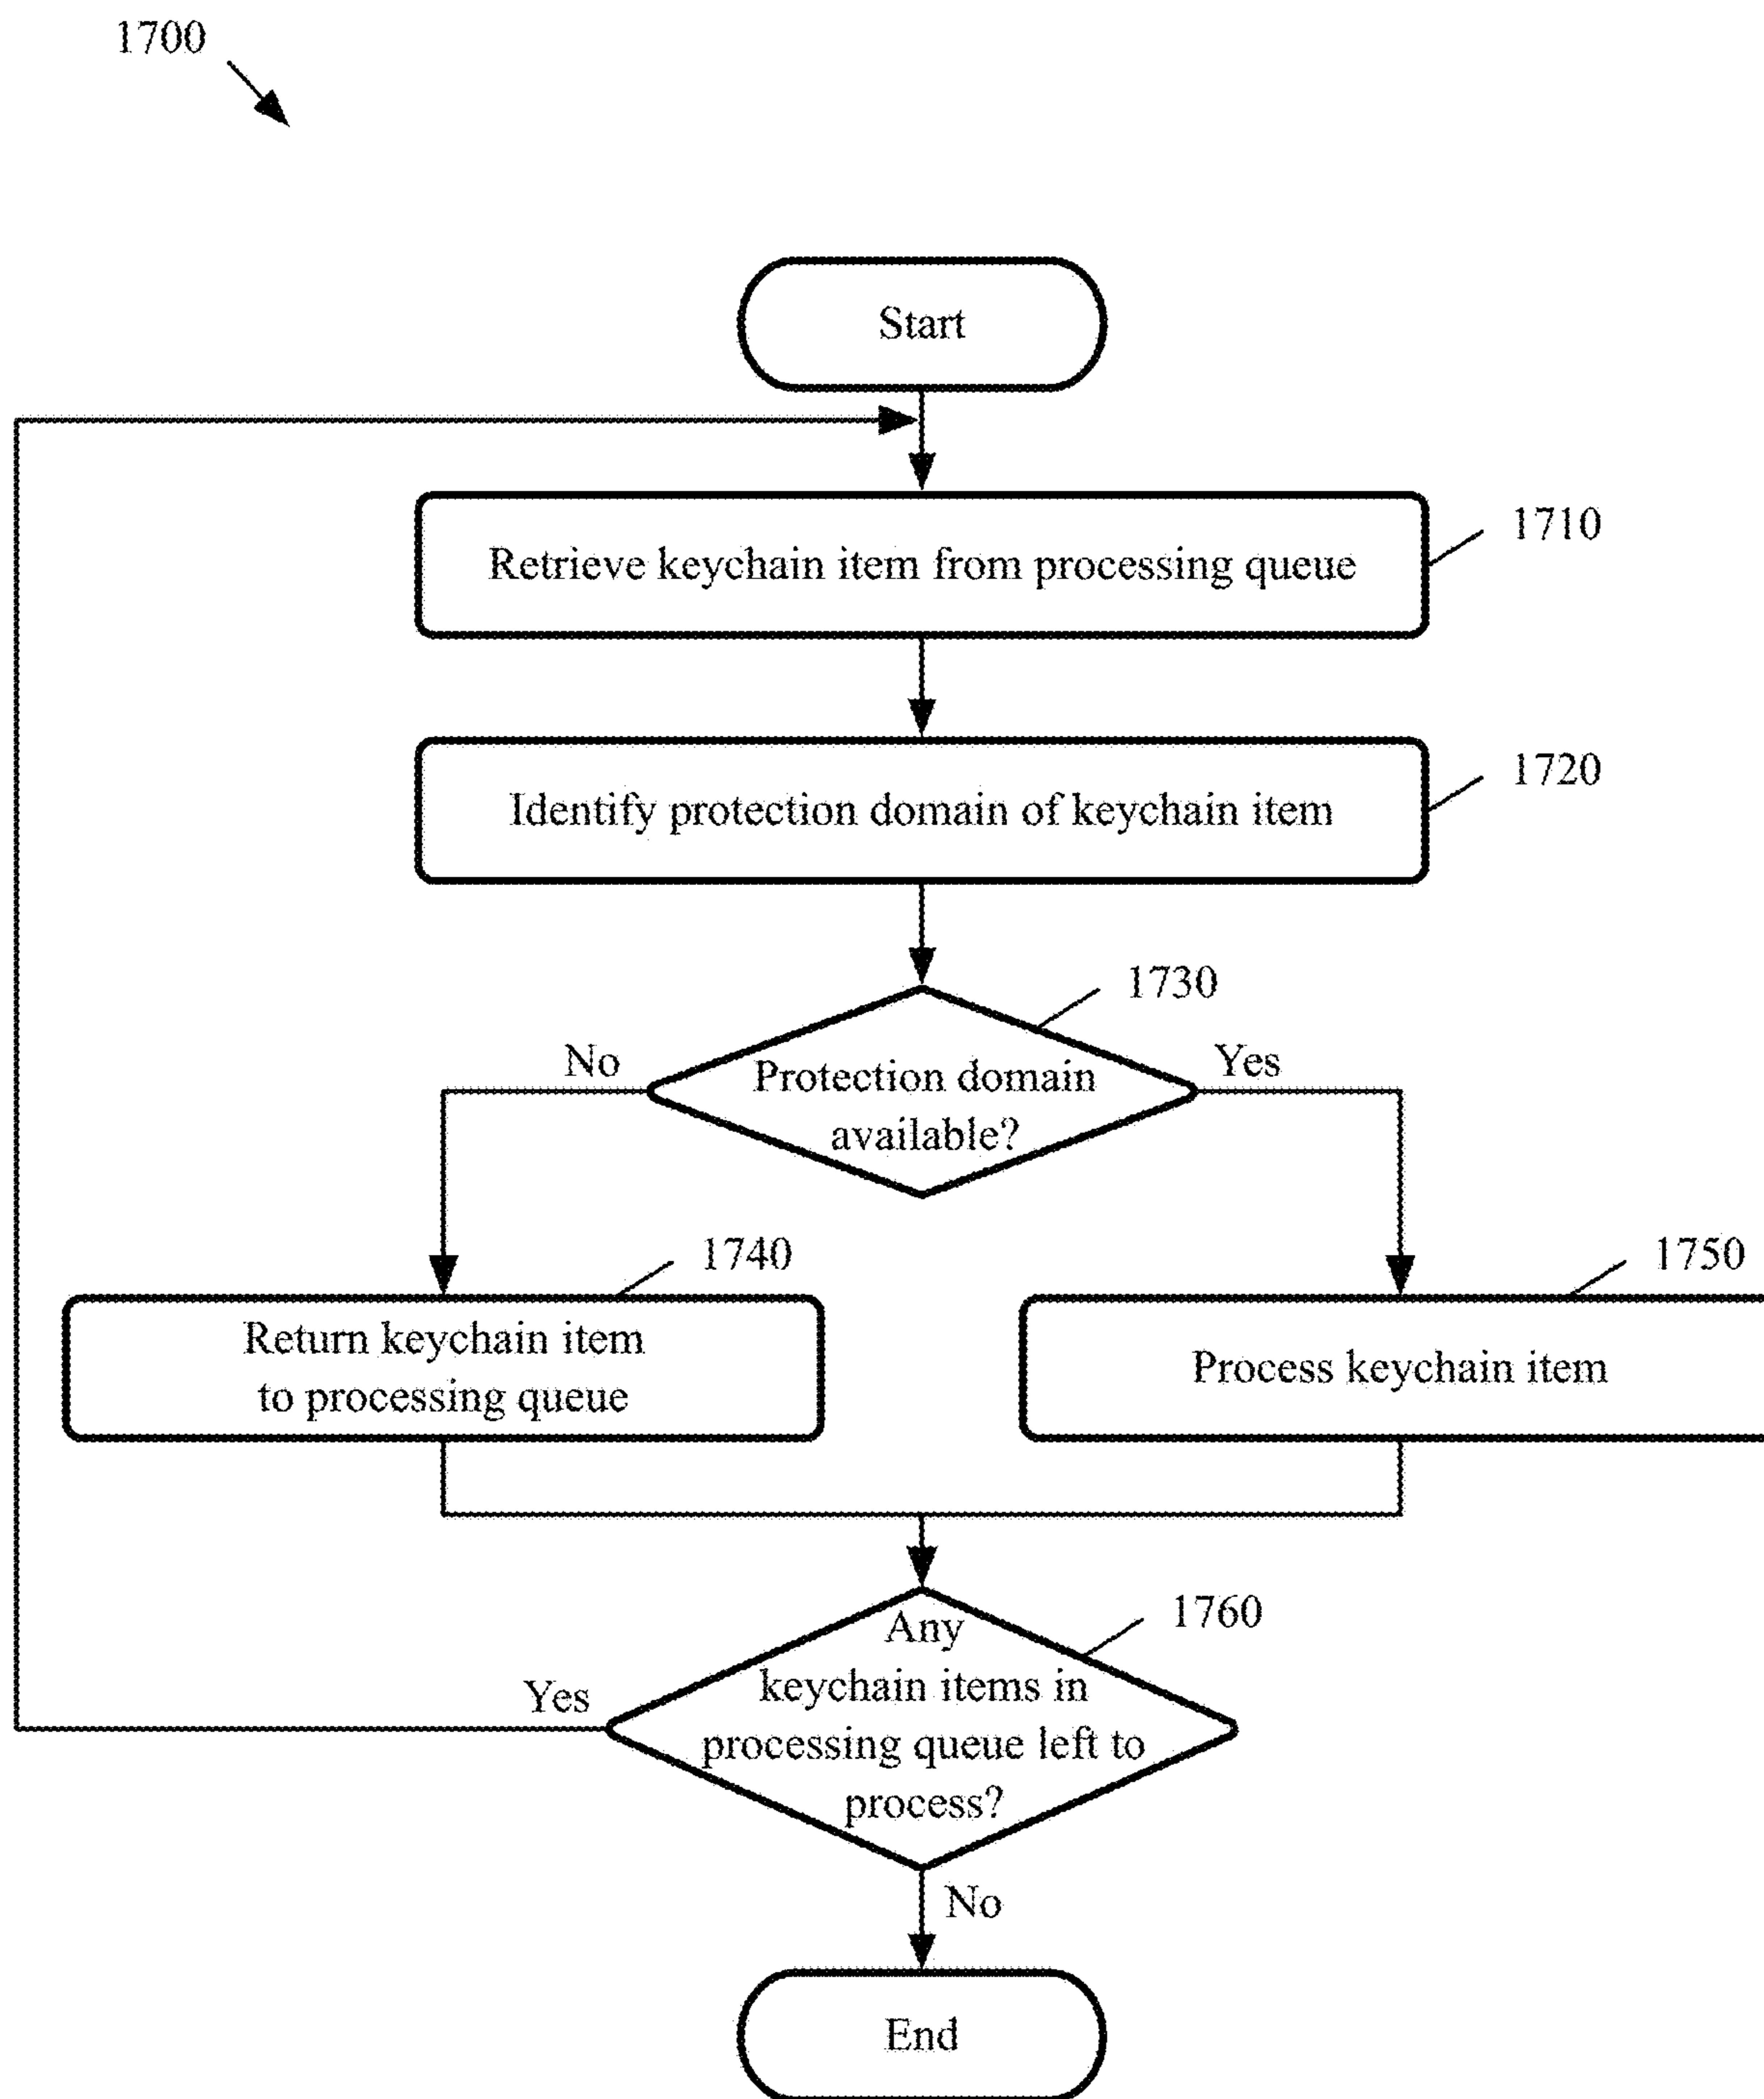 1700
Start
Retrieve keychain item from processing queue
1710
Identify protection domain of keychain item
1720
1730
No
Yes
Protection domain
available?
1740
1750
Return keychain item
to processing queue
Process keychain item
1760
Any
keychain items in
processing queue left to
process?
Yes
No
End